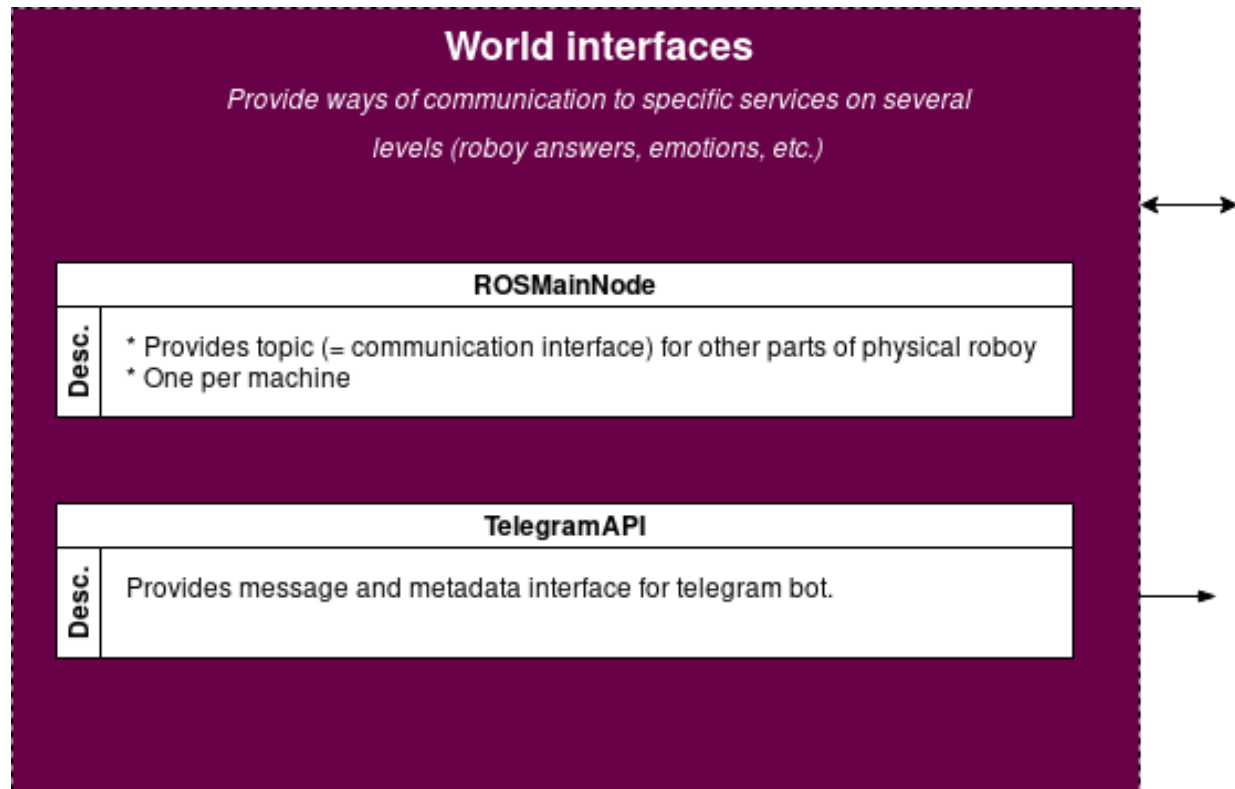 World interfaces
Provide ways of communication to specific services on several
levels (roboy answers, emotions, etc.)
ROSMainNode
Desc.
* Provides topic (= communication interface) for other parts of physical roboy
* One per machine
TelegramAPI
Desc.
Provides message and metadata interface for telegram bot.